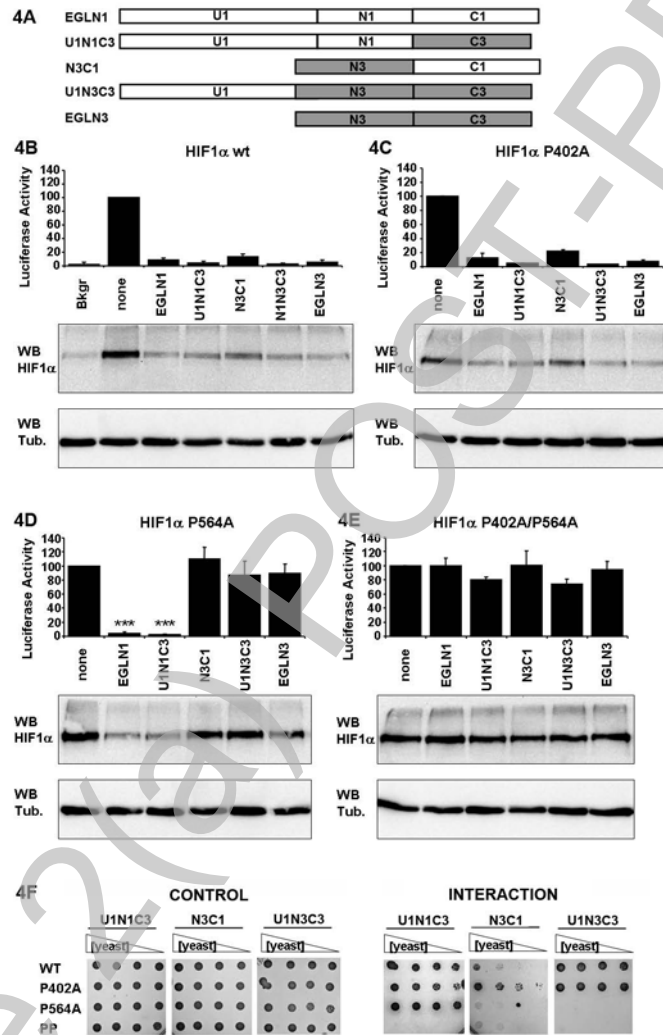 4A
EGLN1 U1 N1 C1
U1N1C3 U1 N1 C3
N3C1 N3 C1
U1N3C3 U1 N3 C3
EGLN3 N3 C3
4B HIF1α wt
Luciferase Activity
140
120
100
80
60
40
20
0
Bkgr none EGLN1 U1N1C3 N3C1 N1N3C3 EGLN3
WB
HIF1α
WB
Tub.
4C HIF1α P402A
Luciferase Activity
140
120
100
80
60
40
20
0
none EGLN1 U1N1C3 N3C1 U1N3C3 EGLN3
WB
HIF1α
WB
Tub.
4D HIF1α P564A
Luciferase Activity
140
120
100
80
60
40
20
0
*** ***
none EGLN1 U1N1C3 N3C1 U1N3C3 EGLN3
WB
HIF1α
WB
Tub.
4E HIF1α P402A/P564A
Luciferase Activity
140
120
100
80
60
40
20
0
none EGLN1 U1N1C3 N3C1 U1N3C3 EGLN3
WB
HIF1α
WB
Tub.
4F CONTROL INTERACTION
U1N1C3 N3C1 U1N3C3 U1N1C3 N3C1 U1N3C3
[yeast] [yeast] [yeast] [yeast] [yeast] [yeast]
WT
P402A
P564A
PP
2(a) POST-P